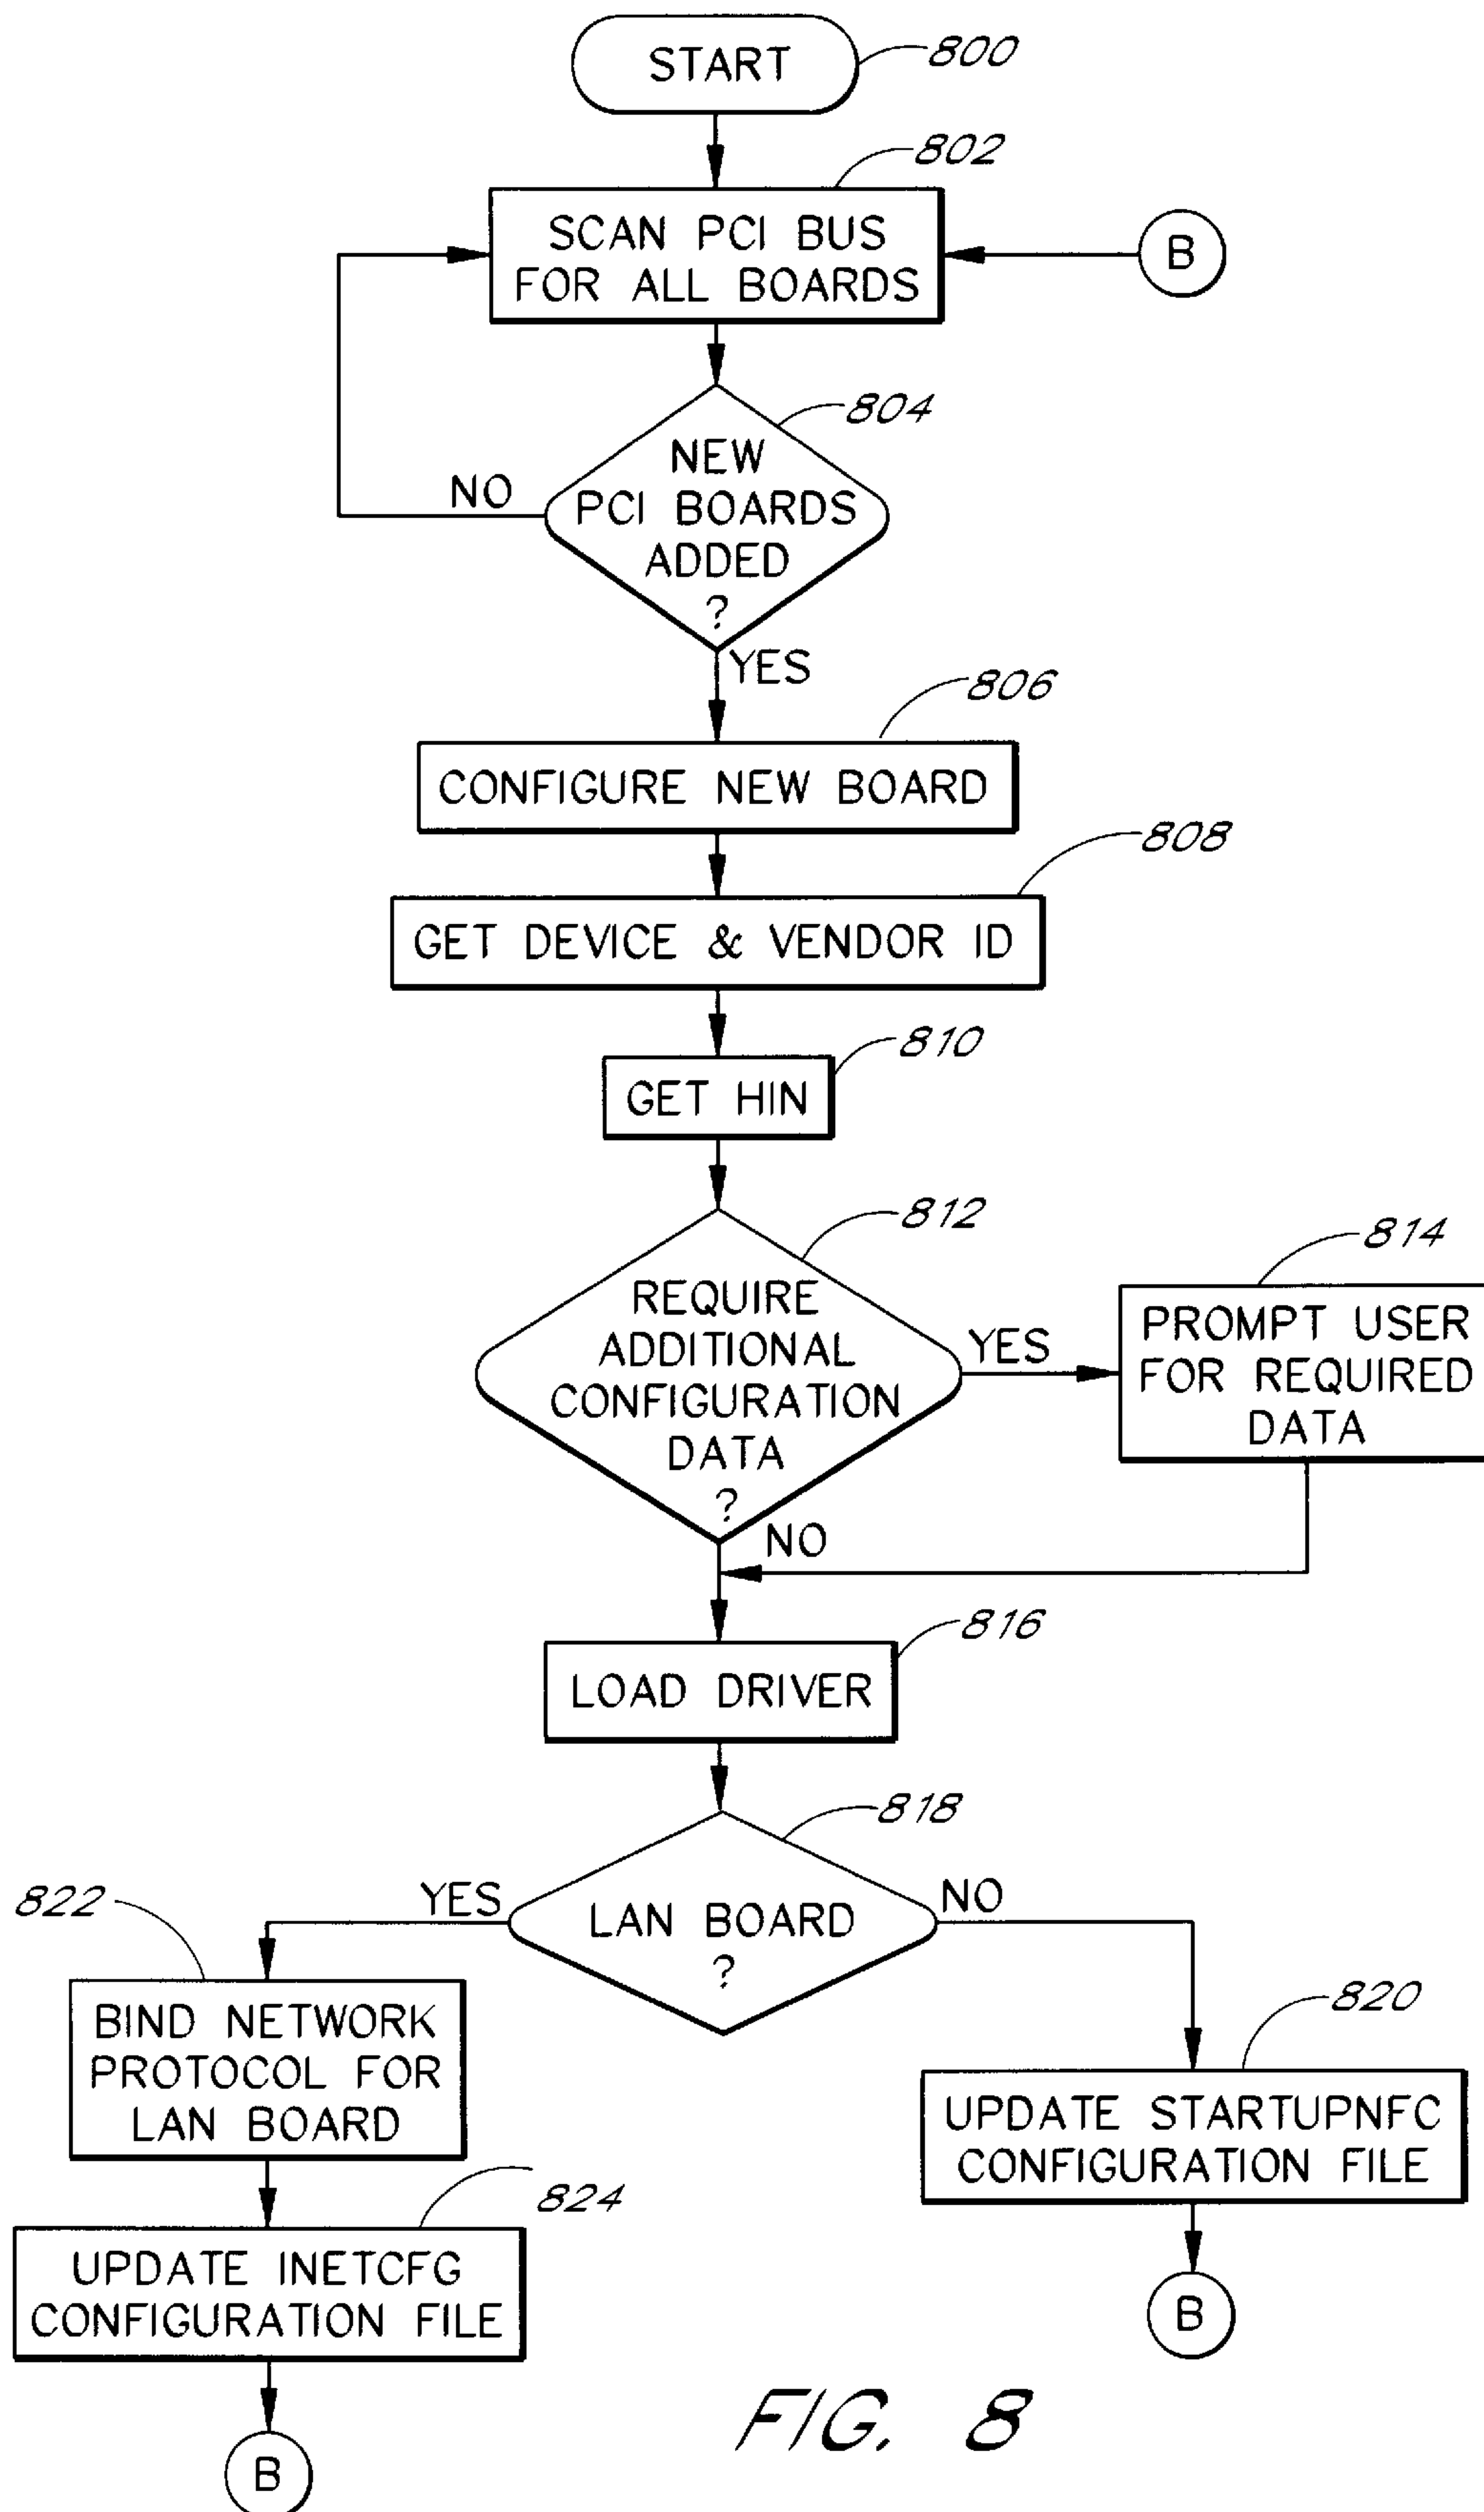 START
800
802
SCAN PCI BUS
FOR ALL BOARDS
B
804
NEW
PCI BOARDS
ADDED
?
NO
YES
806
CONFIGURE NEW BOARD
808
GET DEVICE & VENDOR ID
810
GET HIN
812
REQUIRE
ADDITIONAL
CONFIGURATION
DATA
?
YES
814
PROMPT USER
FOR REQUIRED
DATA
NO
816
LOAD DRIVER
818
LAN BOARD
?
YES
NO
822
BIND NETWORK
PROTOCOL FOR
LAN BOARD
820
UPDATE STARTUPNFC
CONFIGURATION FILE
824
UPDATE INETCFG
CONFIGURATION FILE
B
B
FIG. 8